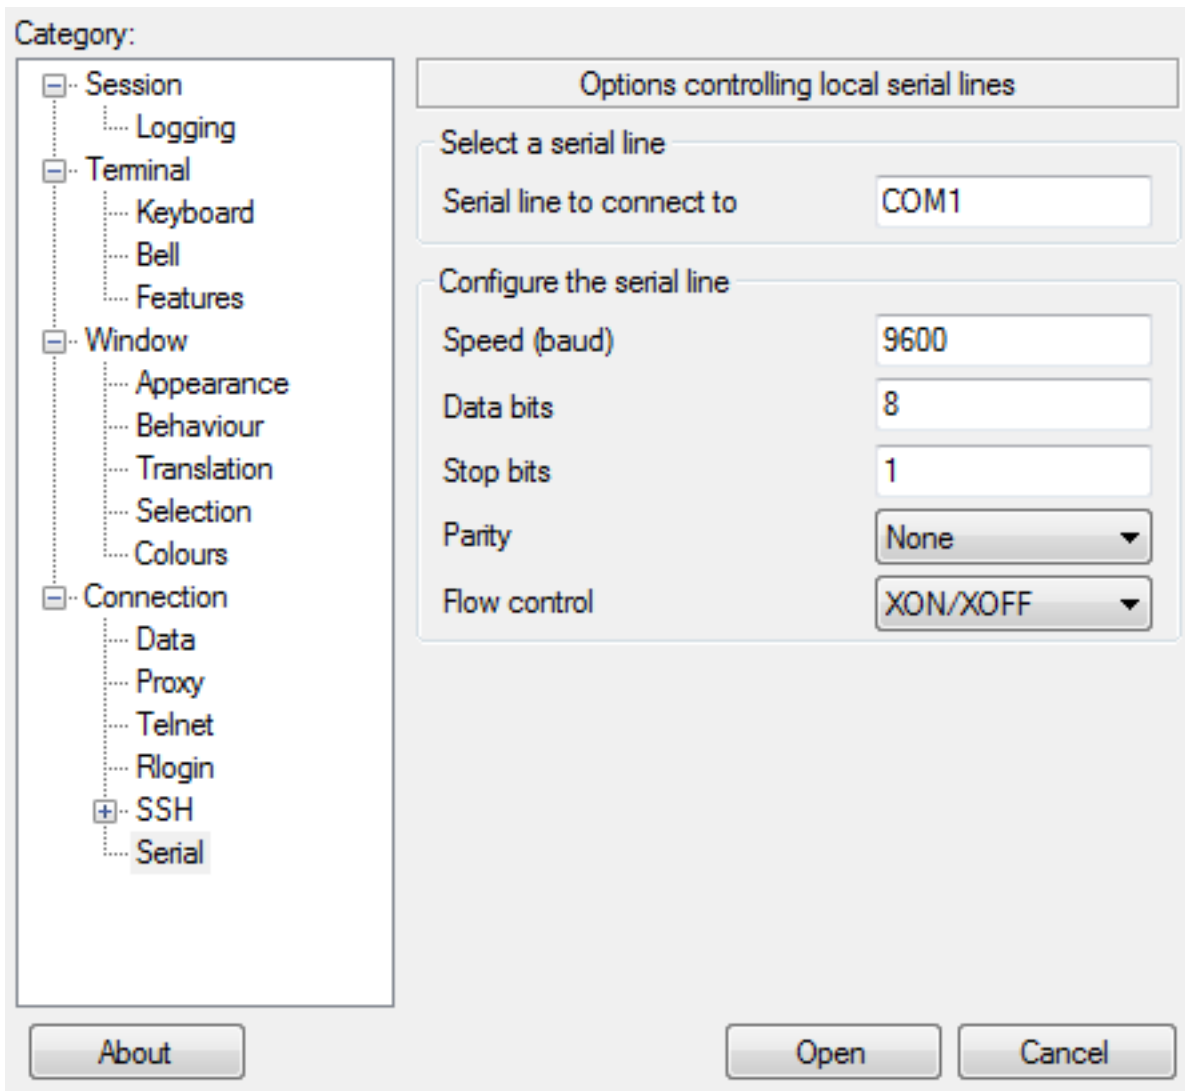 Category:
Session
Logging
Terminal
Keyboard
Bell
Features
Window
Appearance
Behaviour
Translation
Selection
Colours
Connection
Data
Proxy
Telnet
Rlogin
SSH
Serial
Options controlling local serial lines
Select a serial line
Serial line to connect to COM1
Configure the serial line
Speed (baud) 9600
Data bits 8
Stop bits 1
Parity None
Flow control XON/XOFF
About Open Cancel